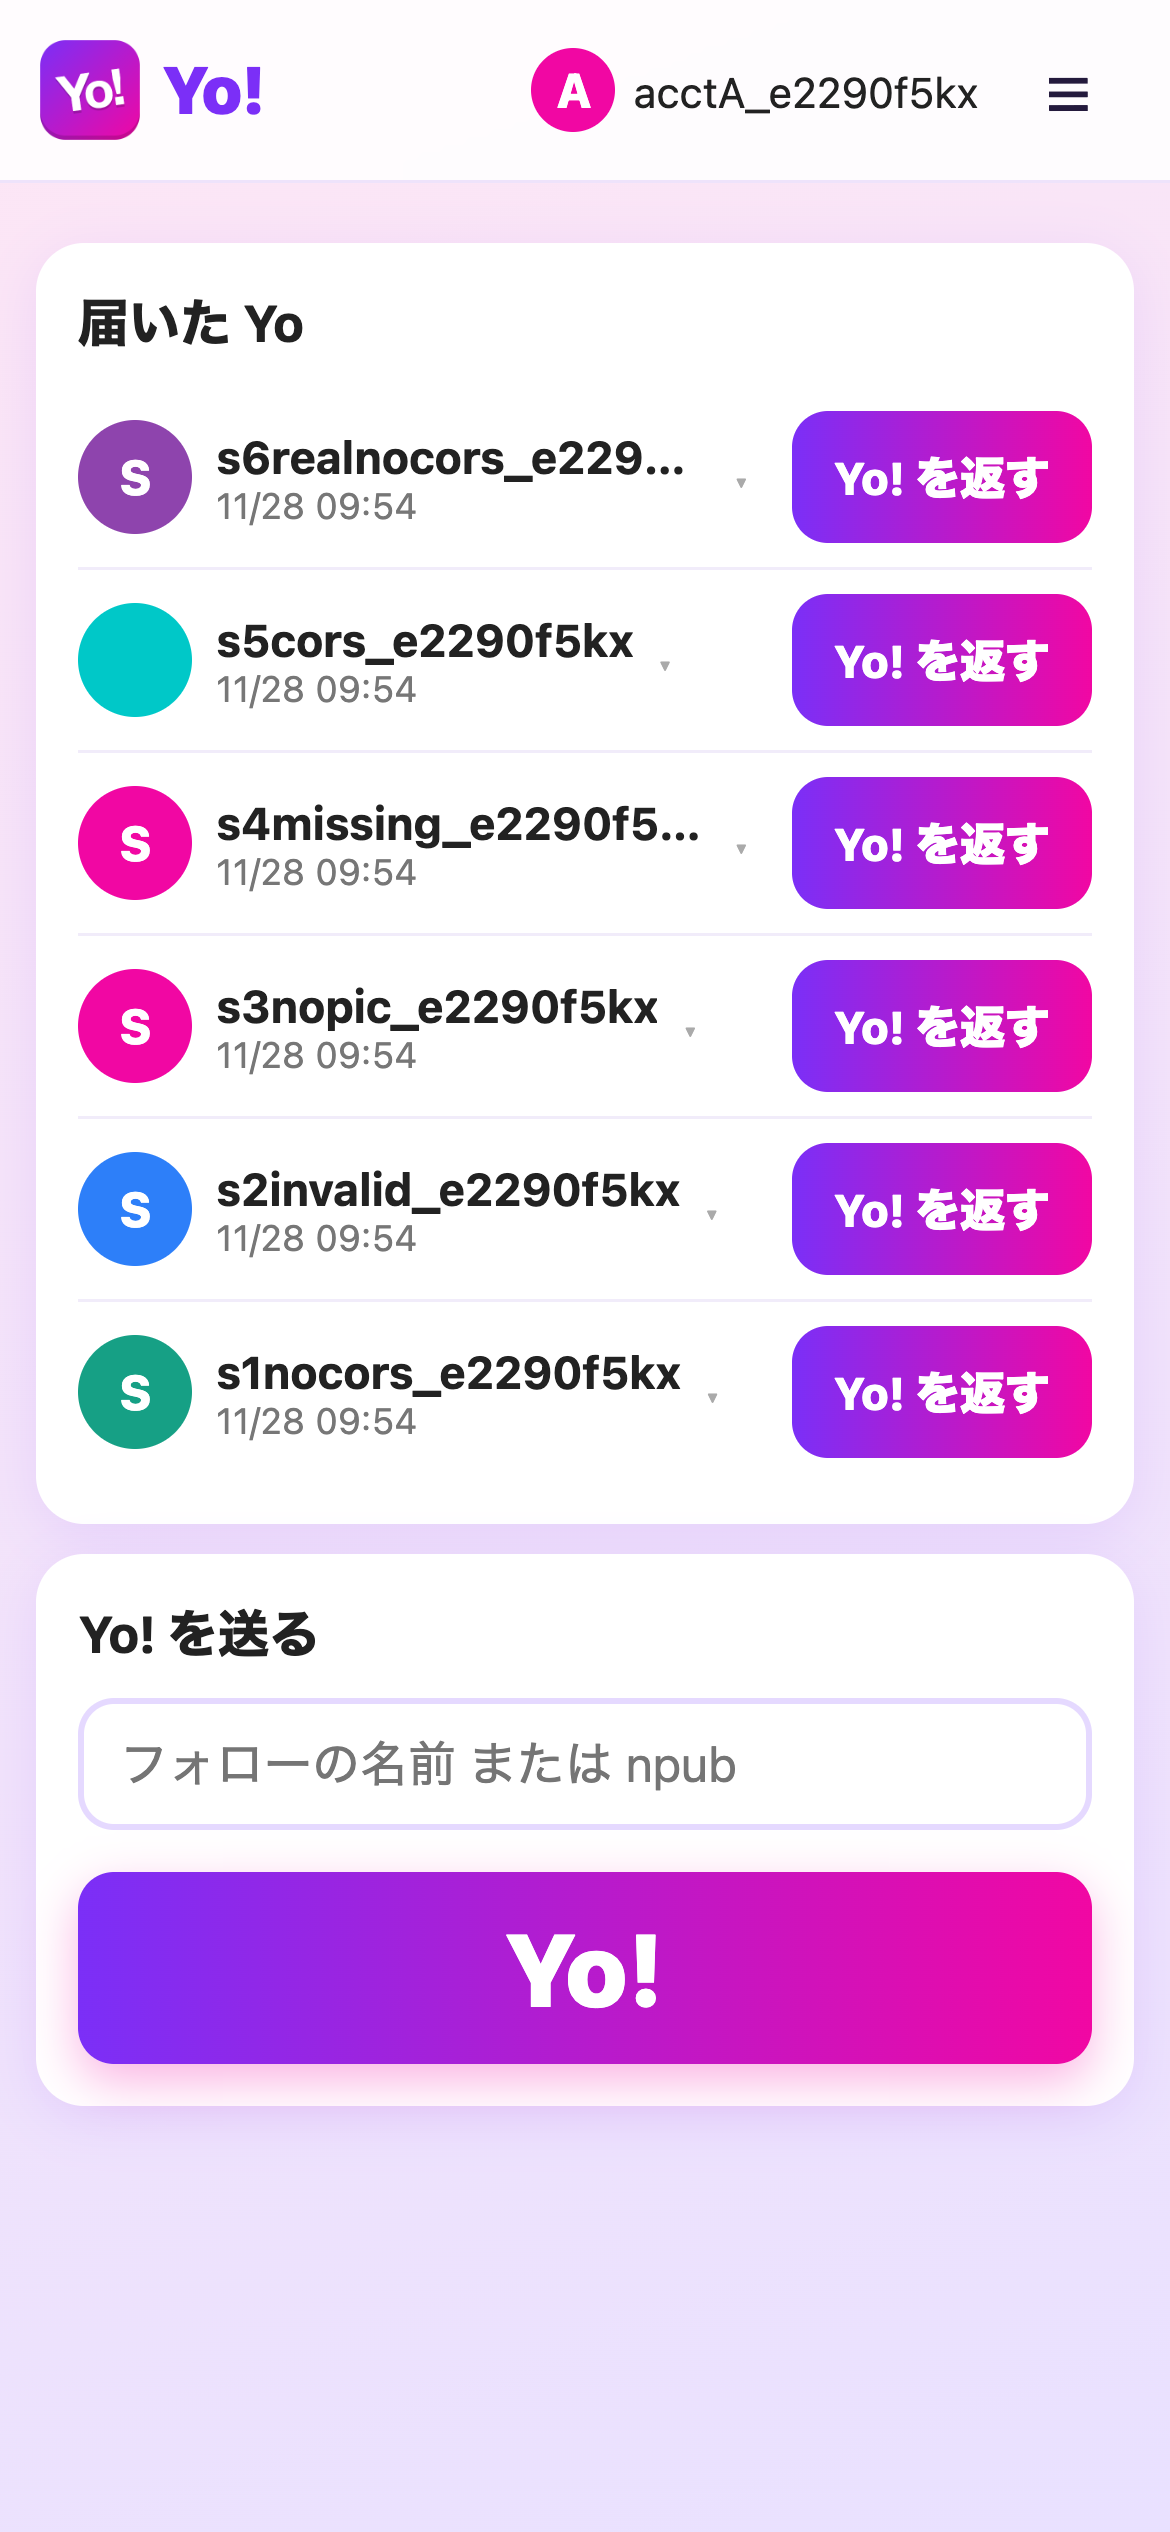 Yo! Yo! A acctA_e2290f5kx
届いた Yo
S s6realnocors_e229... Yo! を返す
11/28 09:54
s5cors_e2290f5kx Yo! を返す
11/28 09:54
S s4missing_e2290f5... Yo! を返す
11/28 09:54
S s3nopic_e2290f5kx Yo! を返す
11/28 09:54
S s2invalid_e2290f5kx Yo! を返す
11/28 09:54
S s1nocors_e2290f5kx Yo! を返す
11/28 09:54
Yo! を送る
フォローの名前 または npub
Yo!